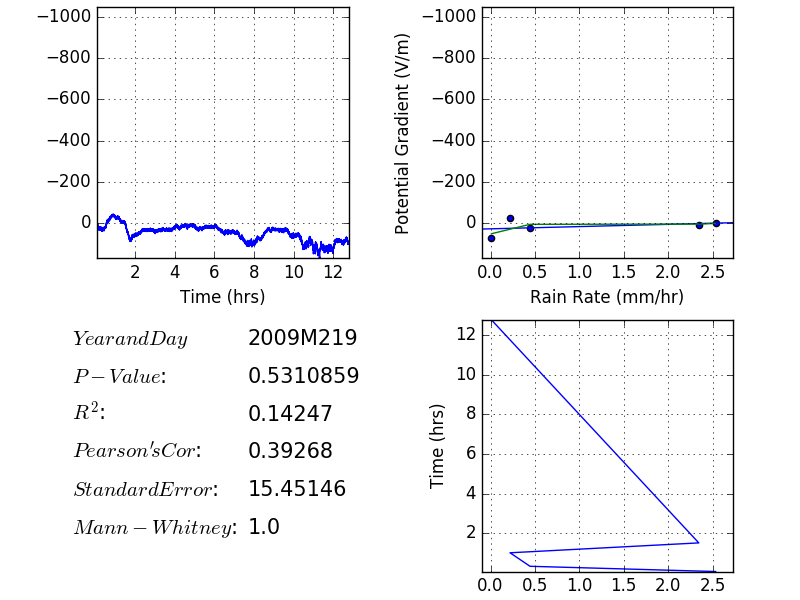 −1000
−800
−600
−400
−200
0
2 4 6 8 10 12
Time (hrs)
Potential Gradient (V/m)
−1000
−800
−600
−400
−200
0
0.0 0.5 1.0 1.5 2.0 2.5
Rain Rate (mm/hr)
YearandDay 2009M219
P−Value: 0.5310859
R²: 0.14247
Pearson'sCor: 0.39268
StandardError: 15.45146
Mann−Whitney: 1.0
Time (hrs)
12
10
8
6
4
2
0.0 0.5 1.0 1.5 2.0 2.5